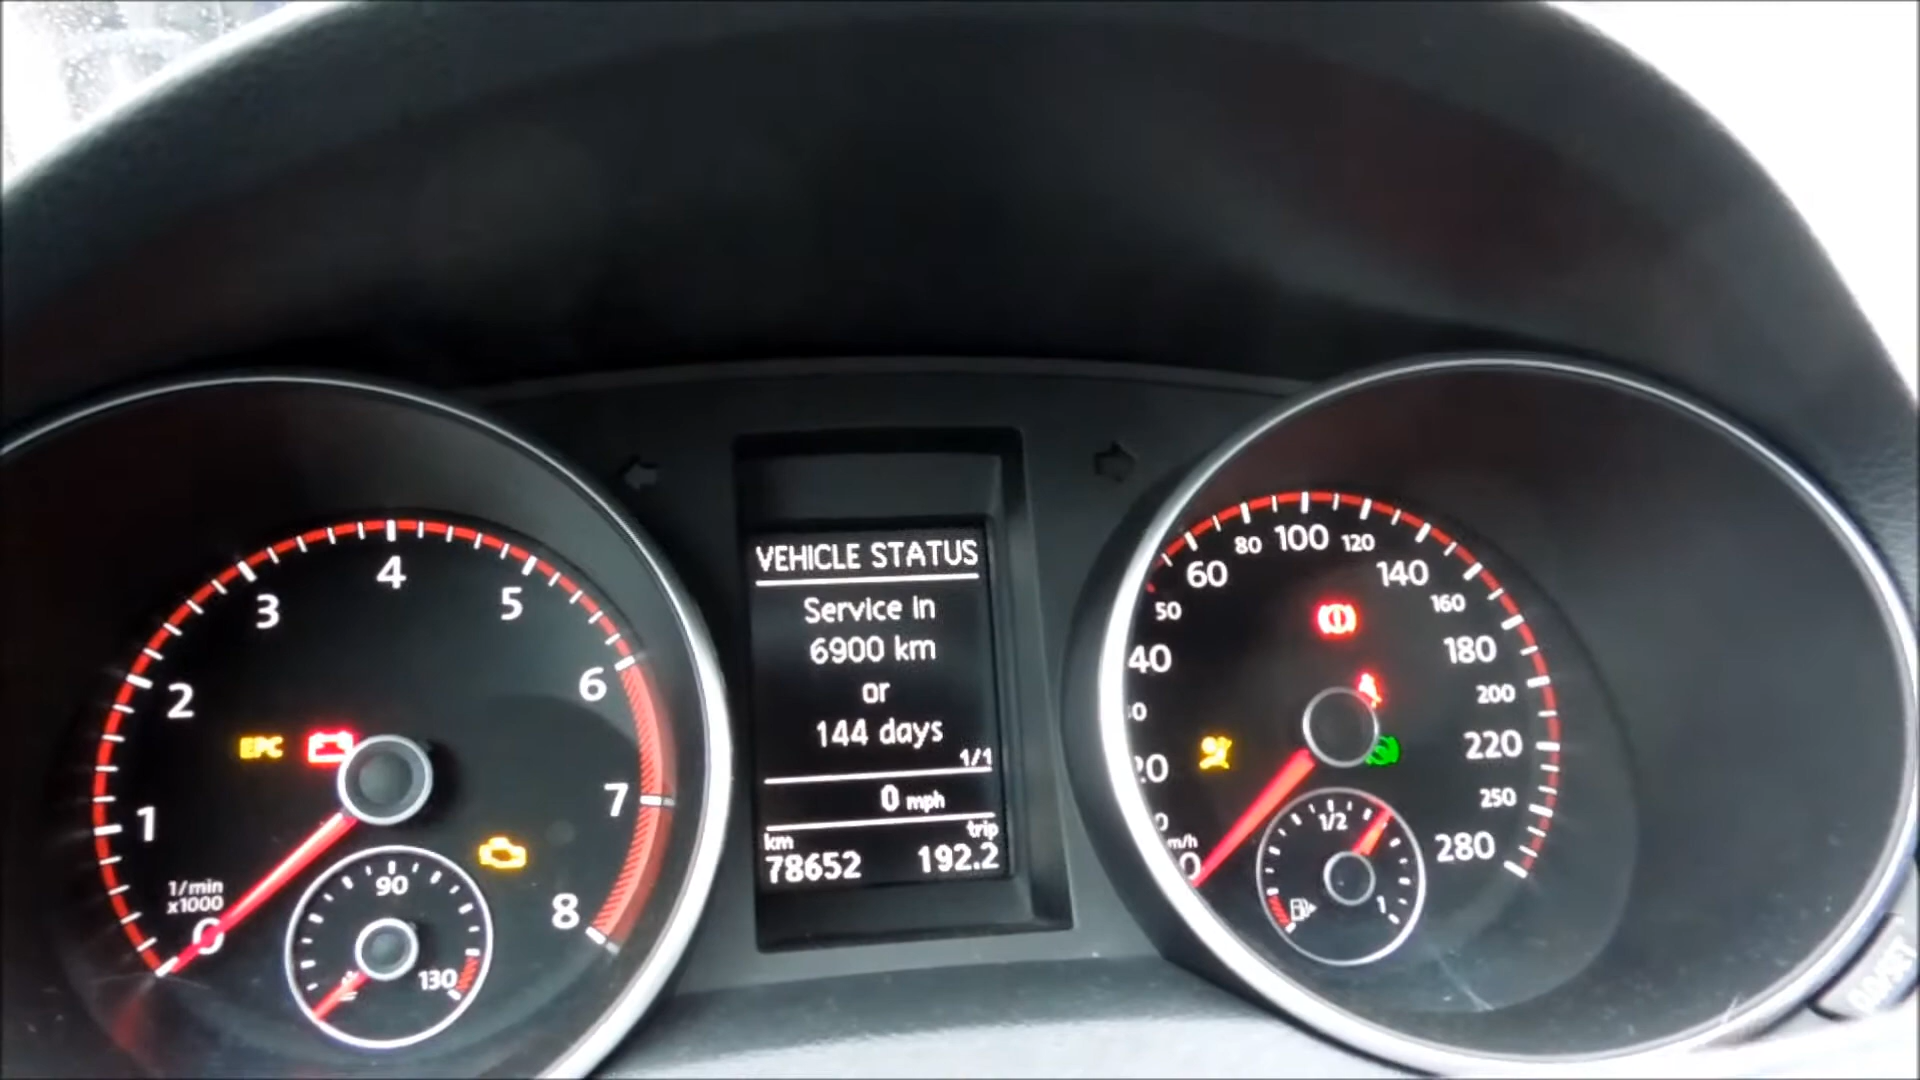 4
3
5
2
6
EPC
1
7
1/min
x1000
0
90
8
130
VEHICLE STATUS
Service in
6900 km
or
144 days
1/1
0 mph
km
trip
78652
192.2
100
80
120
60
140
50
160
40
180
200
20
220
250
280
0
1/2
1